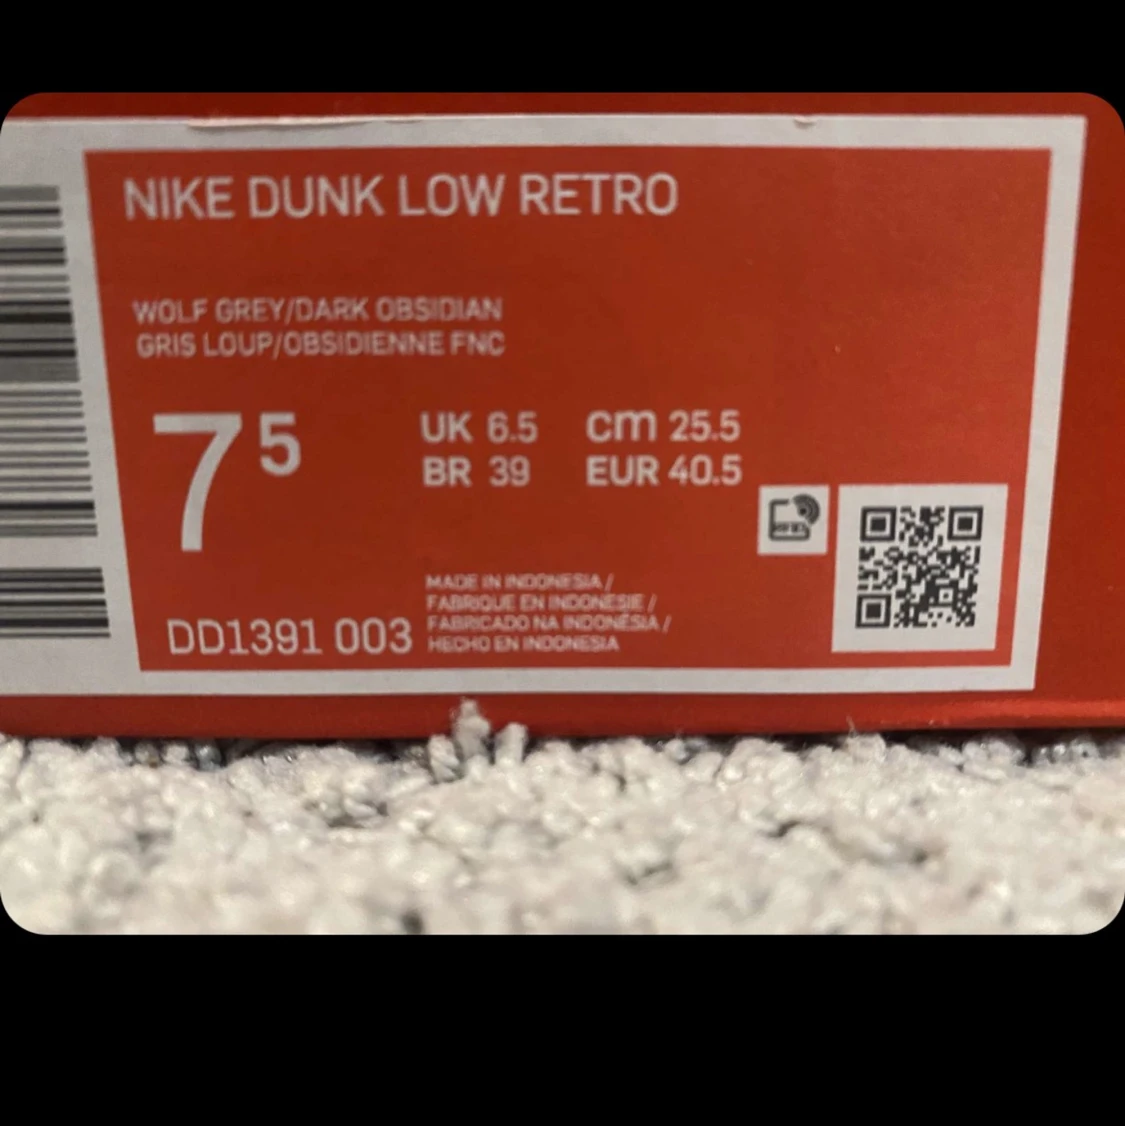 NIKE DUNK LOW RETRO
WOLF GREY/DARK OBSIDIAN
GRIS LOUP/OBSIDIENNE FNC
7 5
UK 6.5 cm 25.5
BR 39 EUR 40.5
MADE IN INDONESIA /
FABRIQUE EN INDONESIE /
FABRICADO NA INDONÉSIA /
HECHO EN INDONESIA
DD1391 003